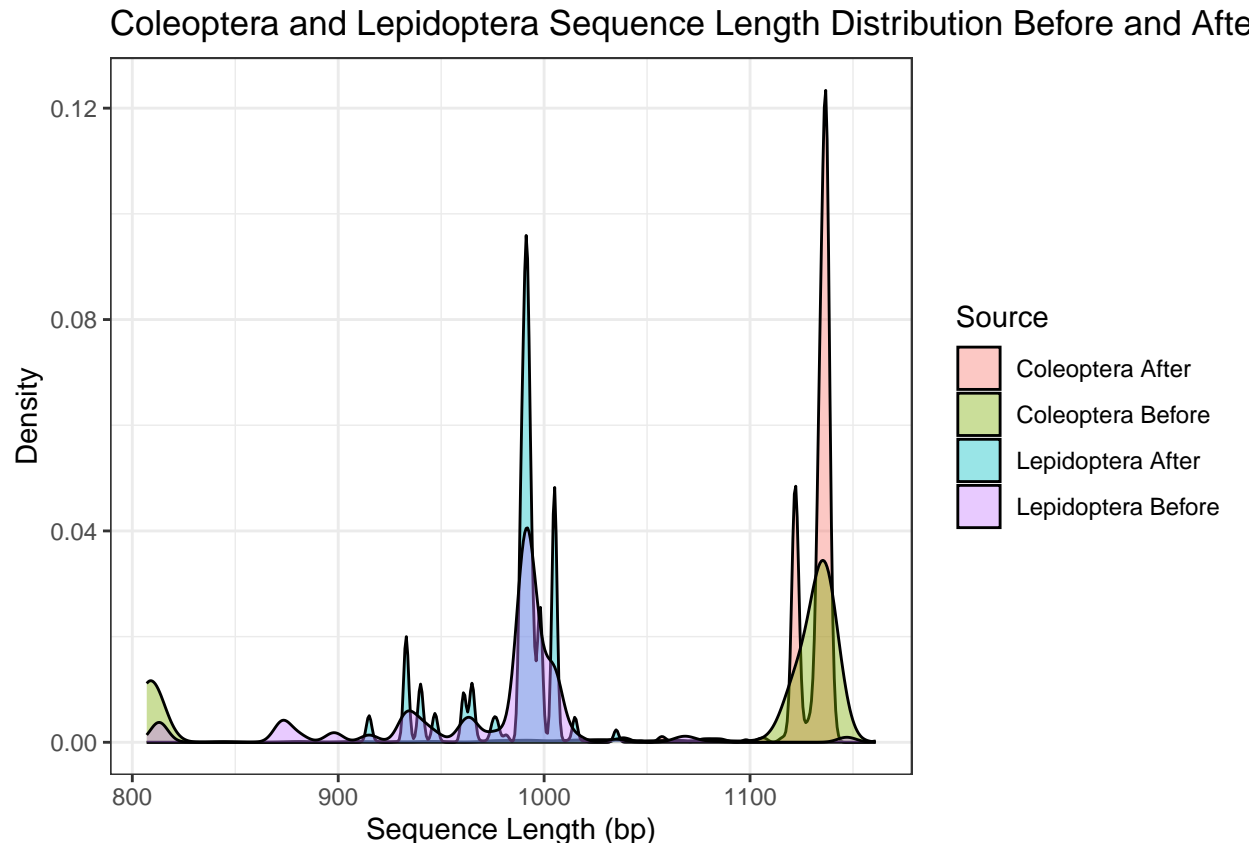 Coleoptera and Lepidoptera Sequence Length Distribution Before and Afte
0.12
0.08
0.04
0.00
Density
800 900 1000 1100
Sequence Length (bp)
Source
Coleoptera After
Coleoptera Before
Lepidoptera After
Lepidoptera Before